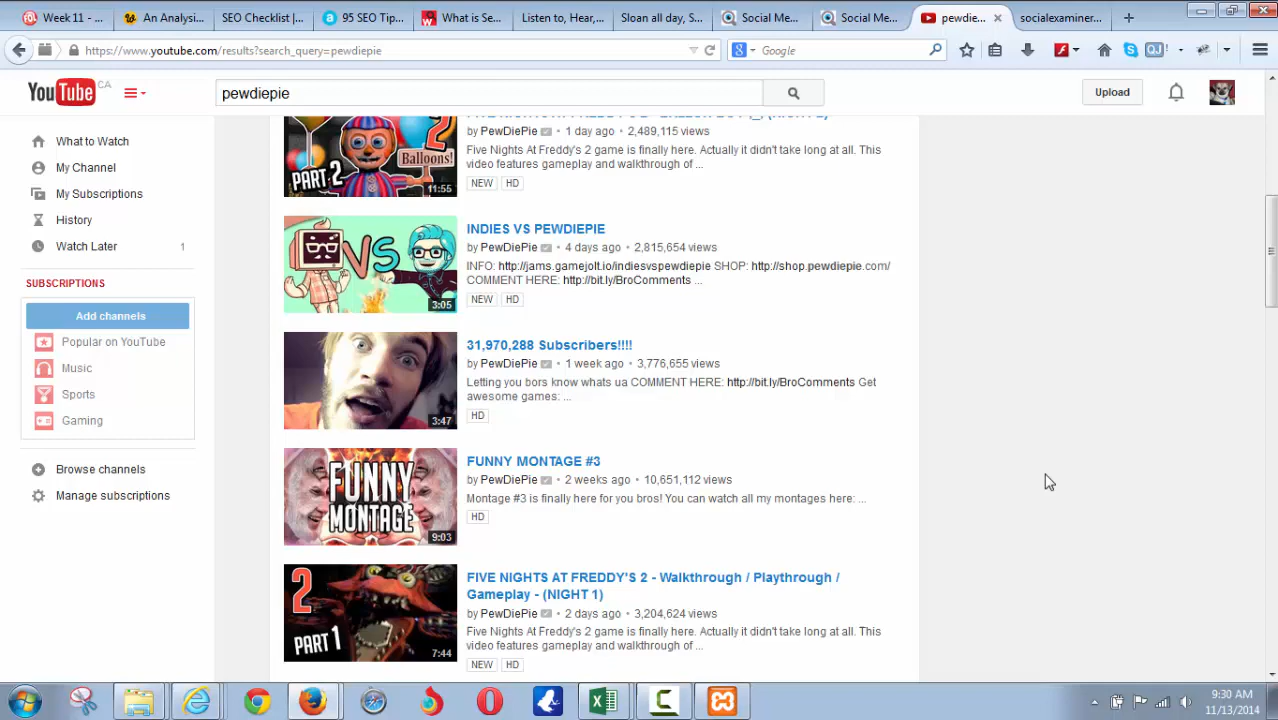 Week 11 - ...
An Analysi...
SEO Checklist |...
95 SEO Tip...
What is Se...
Listen to, Hear,...
Sloan all day, S...
Social Me...
Social Me...
pewdie...
socialexaminer...
https://www.youtube.com/results?search_query=pewdiepie
Google
YouTube CA
pewdiepie
Upload
What to Watch
My Channel
My Subscriptions
History
Watch Later 1
SUBSCRIPTIONS
Add channels
Popular on YouTube
Music
Sports
Gaming
Browse channels
Manage subscriptions
2
Balloons!
PART 2
11:55
by PewDiePie • 1 day ago • 2,489,115 views
Five Nights At Freddy's 2 game is finally here. Actually it didn't take long at all. This
video features gameplay and walkthrough of ...
NEW HD
VS
3:05
INDIES VS PEWDIEPIE
by PewDiePie • 4 days ago • 2,815,654 views
INFO: http://jams.gamejolt.io/indiesvspewdiepie SHOP: http://shop.pewdiepie.com/
COMMENT HERE: http://bit.ly/BroComments ...
NEW HD
3:47
31,970,288 Subscribers!!!!
by PewDiePie • 1 week ago • 3,776,655 views
Letting you bors know whats ua COMMENT HERE: http://bit.ly/BroComments Get
awesome games: ...
HD
FUNNY
MONTAGE
9:03
FUNNY MONTAGE #3
by PewDiePie • 2 weeks ago • 10,651,112 views
Montage #3 is finally here for you bros! You can watch all my montages here: ...
HD
2
PART 1
7:44
FIVE NIGHTS AT FREDDY'S 2 - Walkthrough / Playthrough /
Gameplay - (NIGHT 1)
by PewDiePie • 2 days ago • 3,204,624 views
Five Nights At Freddy's 2 game is finally here. Actually it didn't take long at all. This
video features gameplay and walkthrough of ...
NEW HD
9:30 AM
11/13/2014